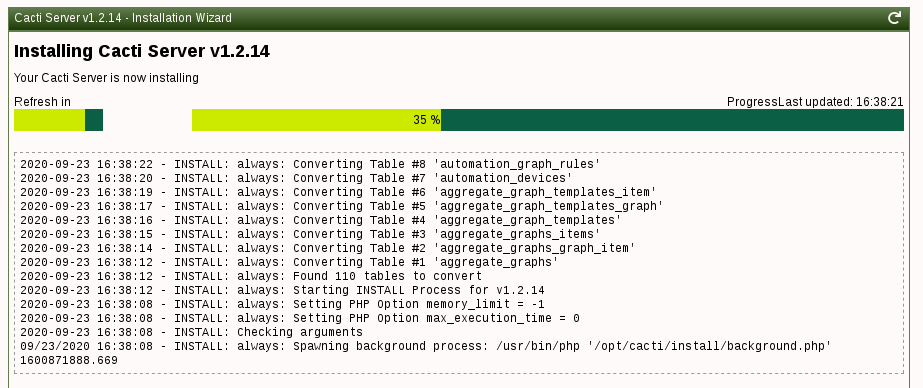 Cacti Server v1.2.14 - Installation Wizard
Installing Cacti Server v1.2.14
Your Cacti Server is now installing
Refresh in
ProgressLast updated: 16:38:21
35 %
2020-09-23 16:38:22 - INSTALL: always: Converting Table #8 'automation_graph_rules'
2020-09-23 16:38:20 - INSTALL: always: Converting Table #7 'automation_devices'
2020-09-23 16:38:19 - INSTALL: always: Converting Table #6 'aggregate_graph_templates_item'
2020-09-23 16:38:17 - INSTALL: always: Converting Table #5 'aggregate_graph_templates_graph'
2020-09-23 16:38:16 - INSTALL: always: Converting Table #4 'aggregate_graph_templates'
2020-09-23 16:38:15 - INSTALL: always: Converting Table #3 'aggregate_graphs_items'
2020-09-23 16:38:14 - INSTALL: always: Converting Table #2 'aggregate_graphs_graph_item'
2020-09-23 16:38:12 - INSTALL: always: Converting Table #1 'aggregate_graphs'
2020-09-23 16:38:12 - INSTALL: always: Found 110 tables to convert
2020-09-23 16:38:12 - INSTALL: always: Starting INSTALL Process for v1.2.14
2020-09-23 16:38:08 - INSTALL: always: Setting PHP Option memory_limit = -1
2020-09-23 16:38:08 - INSTALL: always: Setting PHP Option max_execution_time = 0
2020-09-23 16:38:08 - INSTALL: Checking arguments
09/23/2020 16:38:08 - INSTALL: always: Spawning background process: /usr/bin/php '/opt/cacti/install/background.php'
1600871888.669